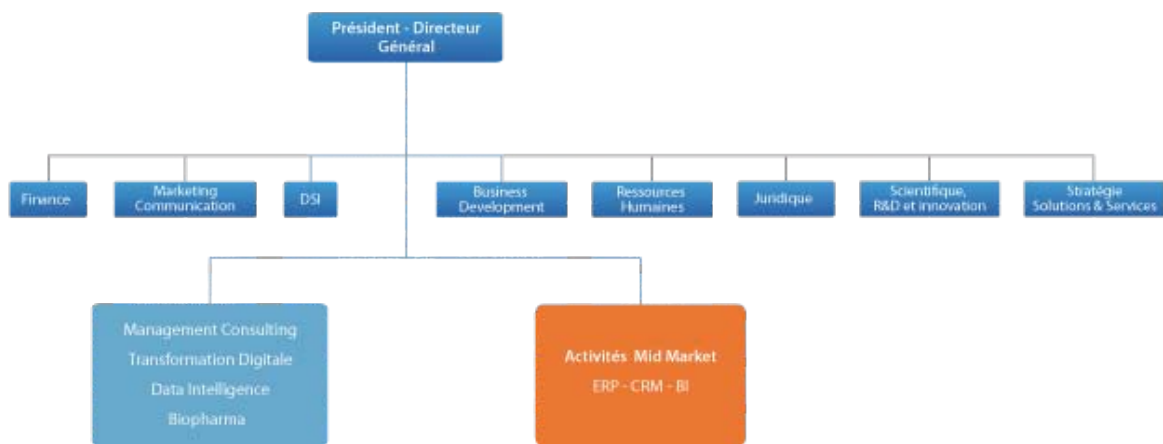 Président - Directeur
Général
Finance
Marketing
Communication
DSI
Business
Development
Ressources
Humaines
Juridique
Scientifique,
R&D et innovation
Stratégie
Solutions & Services
Management Consulting
Transformation Digitale
Data Intelligence
Biopharma
Activités Mid Market
ERP - CRM - BI